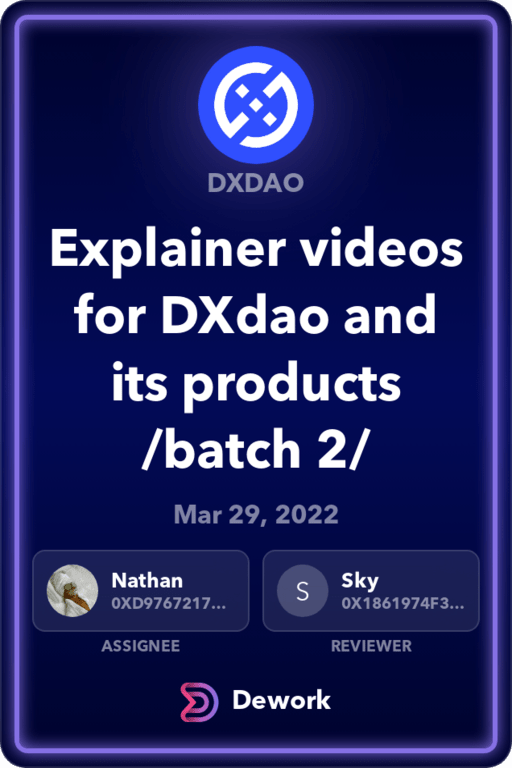 DXDAO
Explainer videos
for DXdao and
its products
/batch 2/
Mar 29, 2022
Nathan
0XD9767217...
ASSIGNEE
S
Sky
0X1861974F3...
REVIEWER
Dework